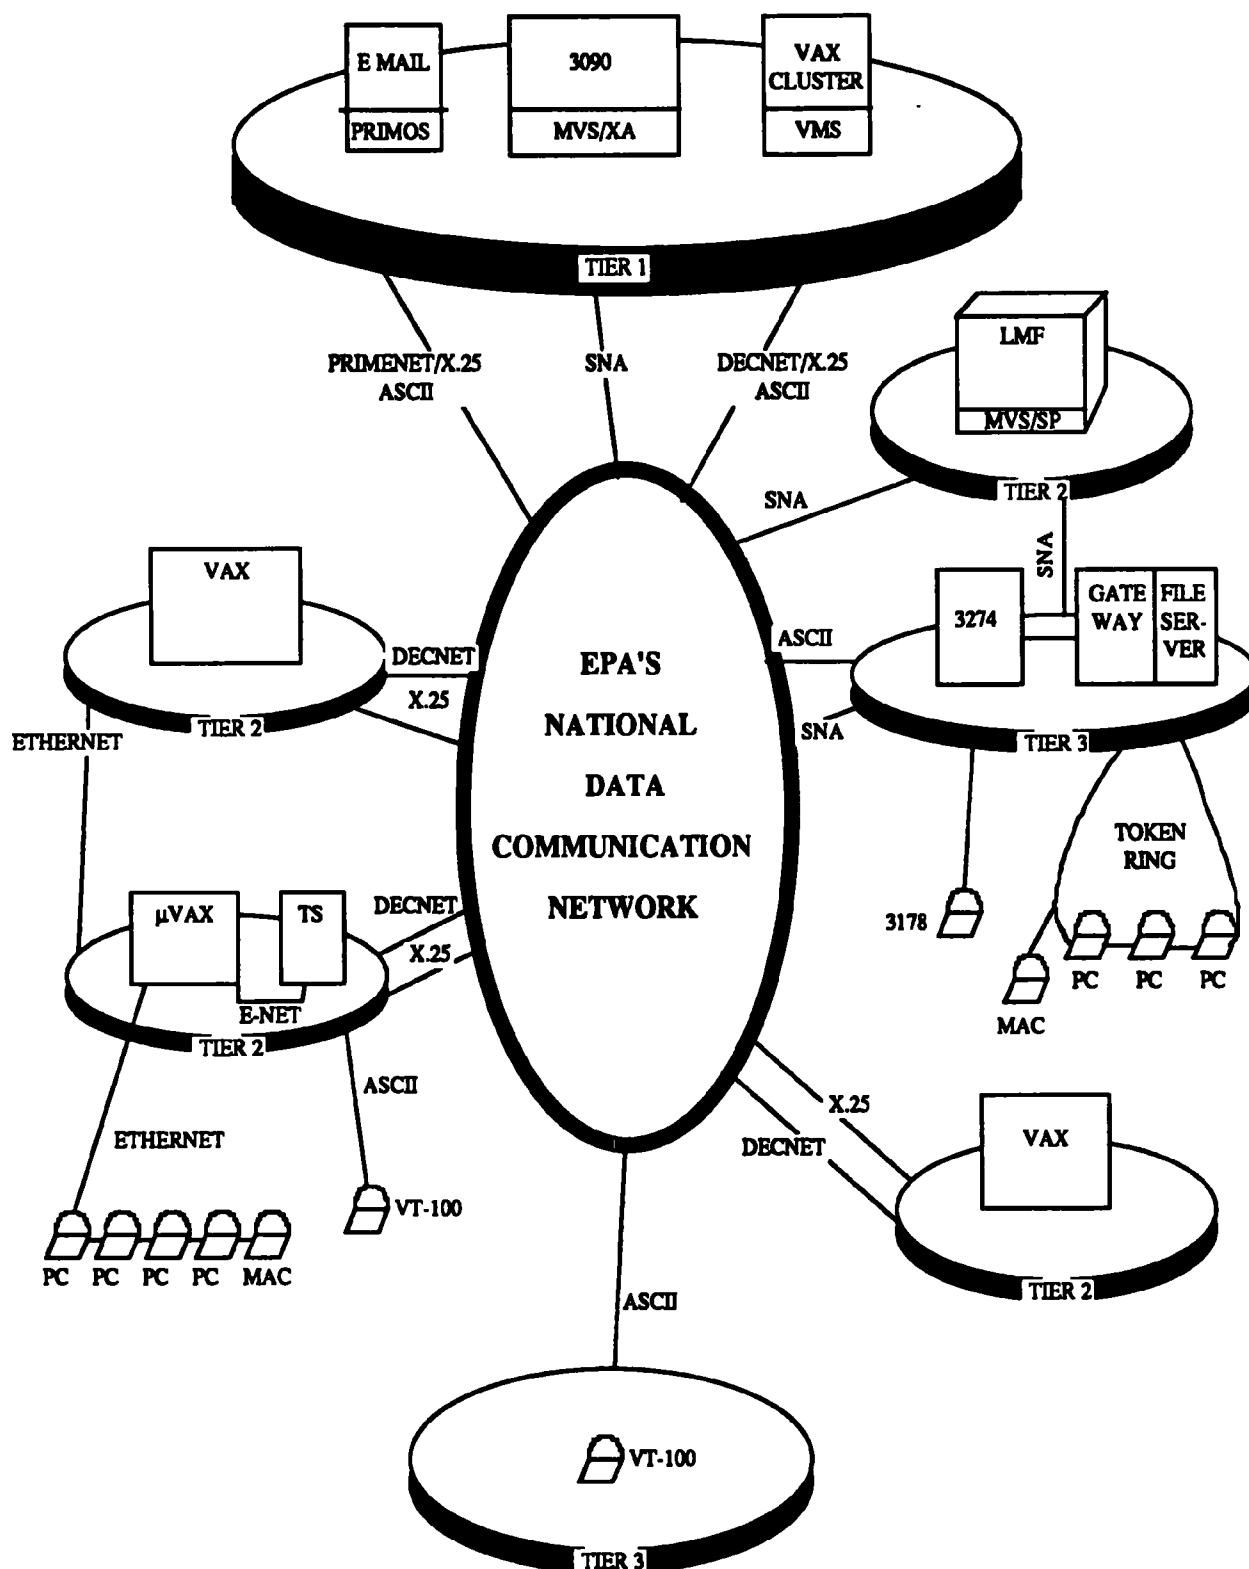 E MAIL
PRIMOS
3090
MVS/XA
VAX
CLUSTER
VMS
TIER 1
PRIMENET/X.25
ASCII
SNA
DECNET/X.25
ASCII
LMF
MVS/SP
TIER 2
SNA
SNA
VAX
TIER 2
DECNET
X.25
ETHERNET
3274
GATE
WAY
FILE
SER-
VER
TIER 3
ASCII
SNA
EPA'S
NATIONAL
DATA
COMMUNICATION
NETWORK
TOKEN
RING
3178
PC
PC
PC
MAC
µVAX
TS
E-NET
TIER 2
DECNET
X.25
ASCII
ETHERNET
VT-100
PC
PC
PC
PC
MAC
X.25
DECNET
VAX
TIER 2
ASCII
VT-100
TIER 3